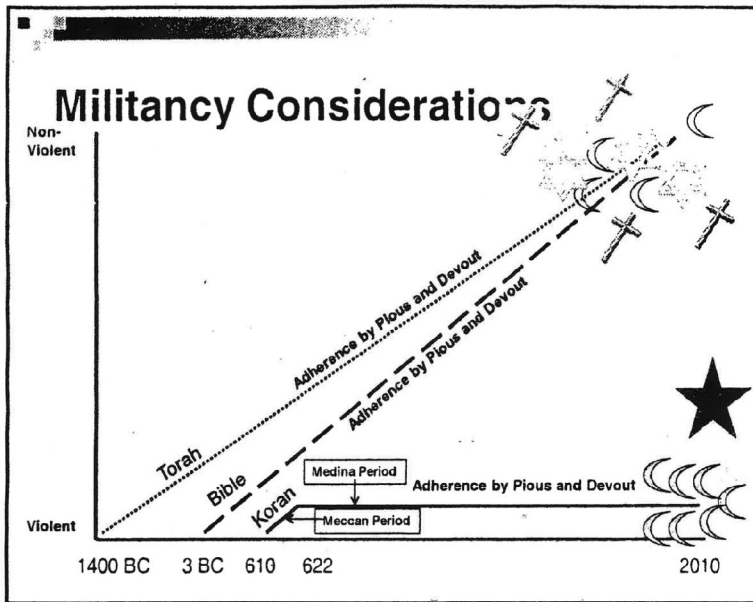 Militancy Considerations
Non-
Violent
Adherence by Pious and Devout
Adherence by Pious and Devout
Torah
Bible
Koran
Medina Period
Adherence by Pious and Devout
Meccan Period
Violent
1400 BC 3 BC 610 622 2010